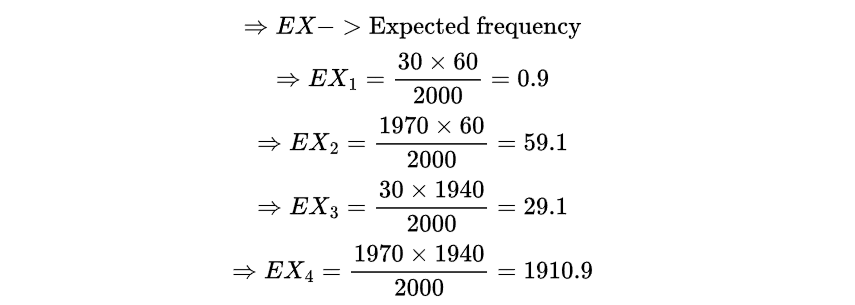 ⇒ EX− > Expected frequency
⇒ EX₁ = 30 × 60 / 2000 = 0.9
⇒ EX₂ = 1970 × 60 / 2000 = 59.1
⇒ EX₃ = 30 × 1940 / 2000 = 29.1
⇒ EX₄ = 1970 × 1940 / 2000 = 1910.9